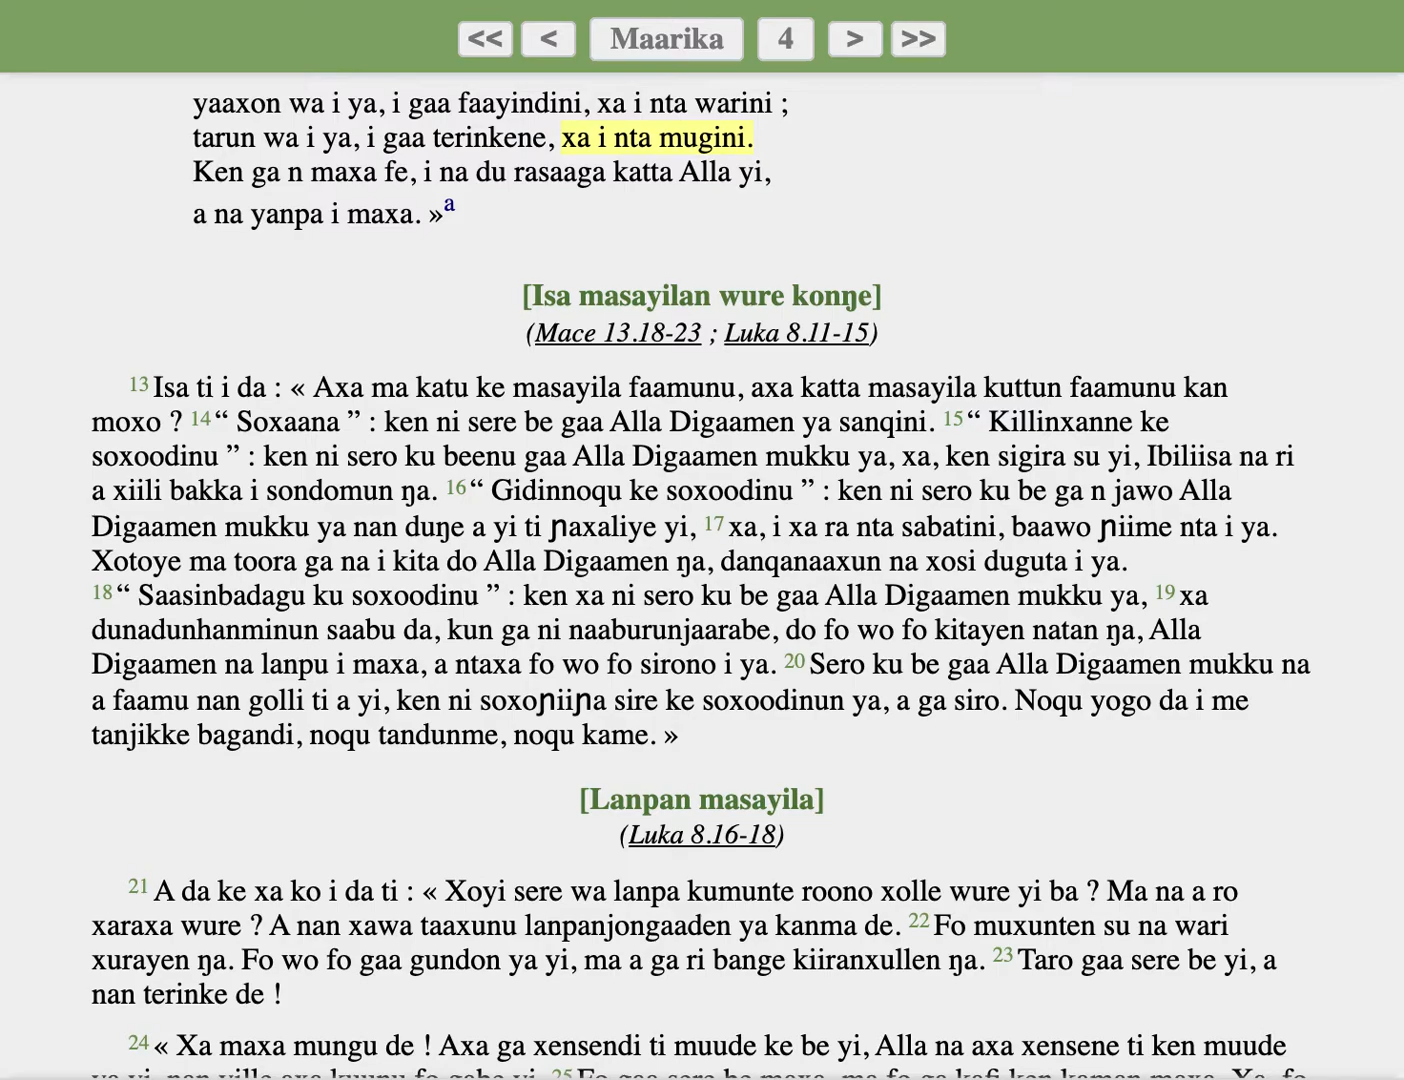 << < Maarika 4 > >>
yaaxon wa i ya, i gaa faayindini, xa i nta warini ;
tarun wa i ya, i gaa terinkene, xa i nta mugini.
Ken ga n maxa fe, i na du rasaaga katta Alla yi,
a na yanpa i maxa. »a
[Isa masayilan wure konŋe]
(Mace 13.18-23 ; Luka 8.11-15)
13 Isa ti i da : « Axa ma katu ke masayila faamunu, axa katta masayila kuttun faamunu kan
moxo ? 14 “ Soxaana ” : ken ni sere be gaa Alla Digaamen ya sanqini. 15 “ Killinxanne ke
soxoodinu ” : ken ni sero ku beenu gaa Alla Digaamen mukku ya, xa, ken sigira su yi, Ibiliisa na ri
a xiili bakka i sondomun ŋa. 16 “ Gidinnoqu ke soxoodinu ” : ken ni sero ku be ga n jawo Alla
Digaamen mukku ya nan duŋe a yi ti ɲaxaliye yi, 17 xa, i xa ra nta sabatini, baawo ɲiime nta i ya.
Xotoye ma toora ga na i kita do Alla Digaamen ŋa, danqanaaxun na xosi duguta i ya.
18 “ Saasinbadagu ku soxoodinu ” : ken xa ni sero ku be gaa Alla Digaamen mukku ya, 19 xa
dunadunhanminun saabu da, kun ga ni naaburunjaarabe, do fo wo fo kitayen natan ŋa, Alla
Digaamen na lanpu i maxa, a ntaxa fo wo fo sirono i ya. 20 Sero ku be gaa Alla Digaamen mukku na
a faamu nan golli ti a yi, ken ni soxoɲiiɲa sire ke soxoodinun ya, a ga siro. Noqu yogo da i me
tanjikke bagandi, noqu tandunme, noqu kame. »
[Lanpan masayila]
(Luka 8.16-18)
21 A da ke xa ko i da ti : « Xoyi sere wa lanpa kumunte roono xolle wure yi ba ? Ma na a ro
xaraxa wure ? A nan xawa taaxunu lanpanjongaaden ya kanma de. 22 Fo muxunten su na wari
xurayen ŋa. Fo wo fo gaa gundon ya yi, ma a ga ri bange kiiranxullen ŋa. 23 Taro gaa sere be yi, a
nan terinke de !
24 « Xa maxa mungu de ! Axa ga xensendi ti muude ke be yi, Alla na axa xensene ti ken muude